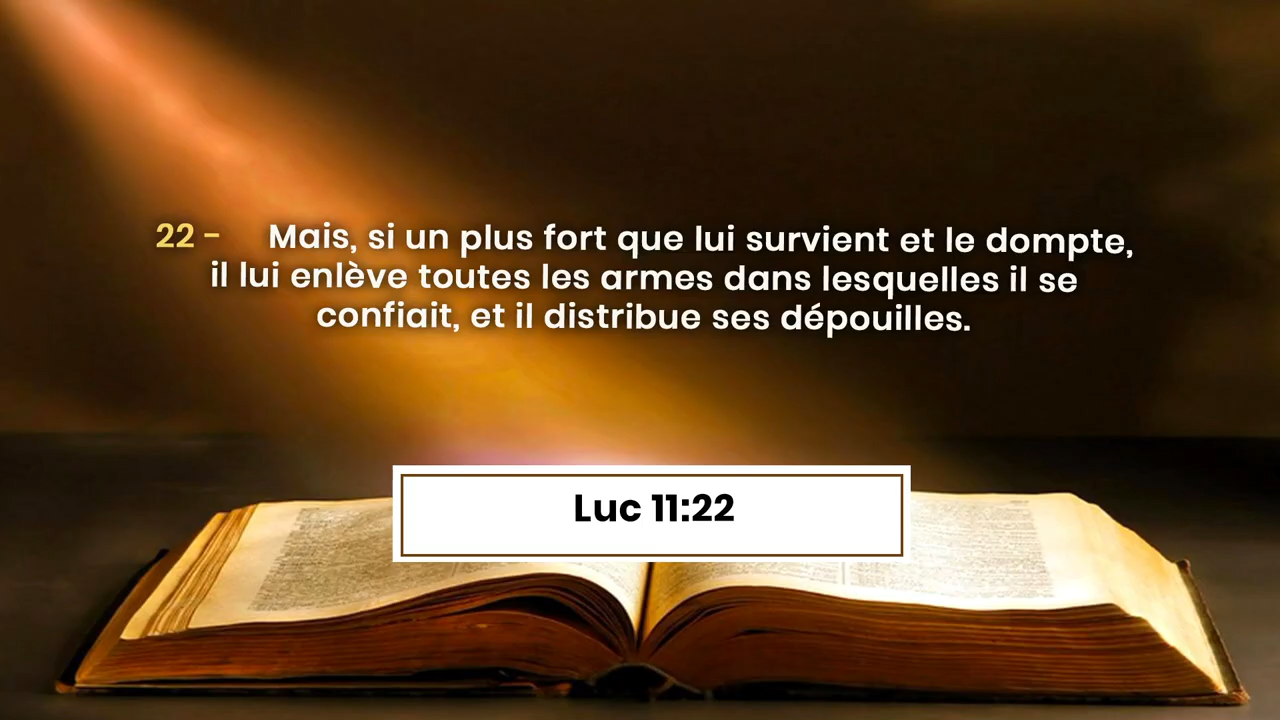 22 - Mais, si un plus fort que lui survient et le dompte,
il lui enlève toutes les armes dans lesquelles il se
confiait, et il distribue ses dépouilles.
Luc 11:22